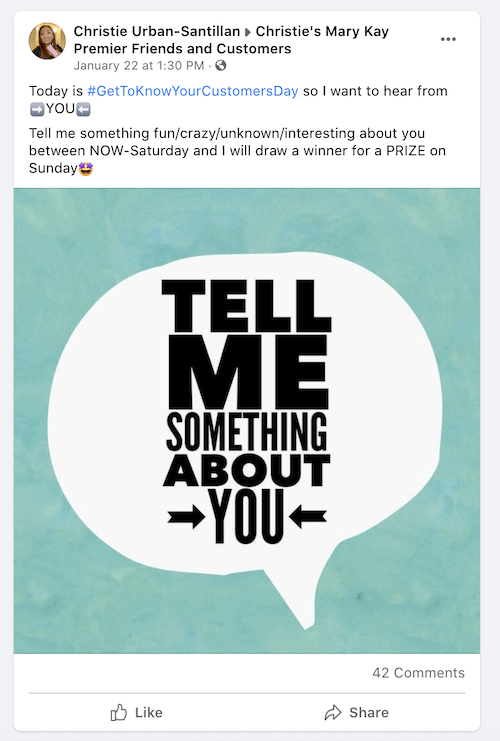 Christie Urban-Santillan ▸ Christie's Mary Kay
Premier Friends and Customers
January 22 at 1:30 PM ·
Today is #GetToKnowYourCustomersDay so I want to hear from
➡️YOU⬅️
Tell me something fun/crazy/unknown/interesting about you
between NOW-Saturday and I will draw a winner for a PRIZE on
Sunday🤩
TELL
ME
SOMETHING
ABOUT
→YOU←
42 Comments
Like
Share